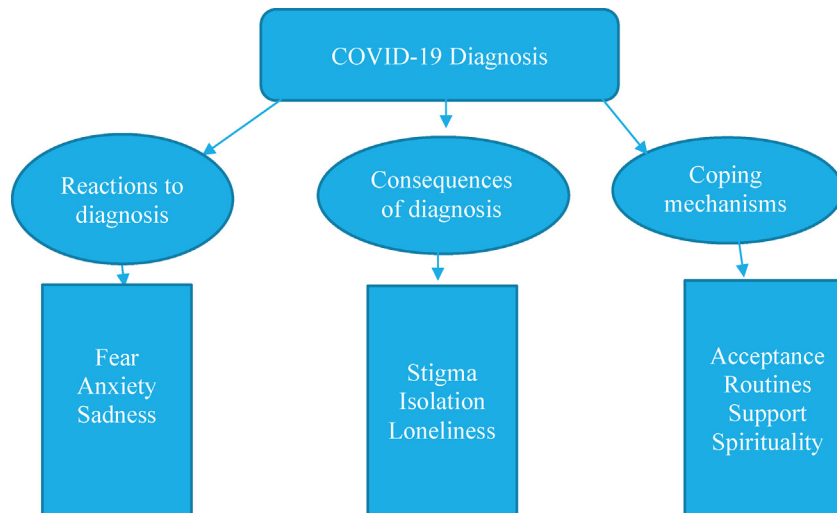 COVID-19 Diagnosis
Reactions to
diagnosis
Consequences
of diagnosis
Coping
mechanisms
Fear
Anxiety
Sadness
Stigma
Isolation
Loneliness
Acceptance
Routines
Support
Spirituality